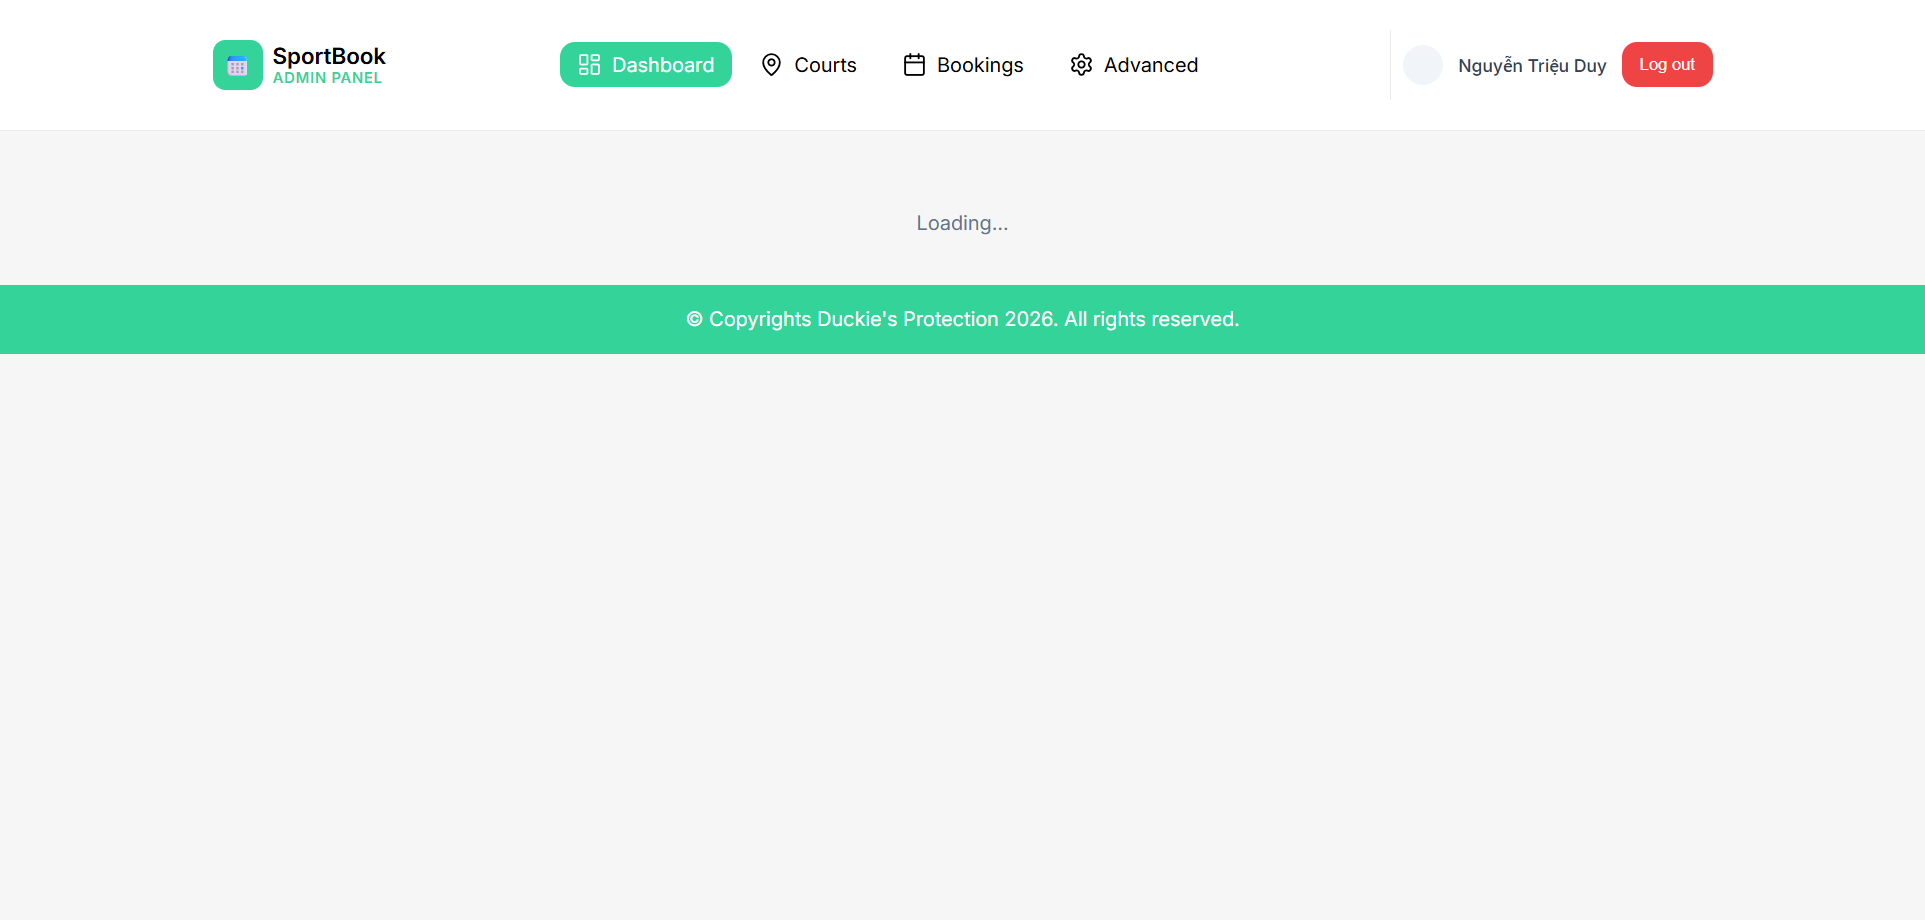 SportBook
ADMIN PANEL
Dashboard
Courts
Bookings
Advanced
Nguyễn Triệu Duy
Log out
Loading...
© Copyrights Duckie's Protection 2026. All rights reserved.